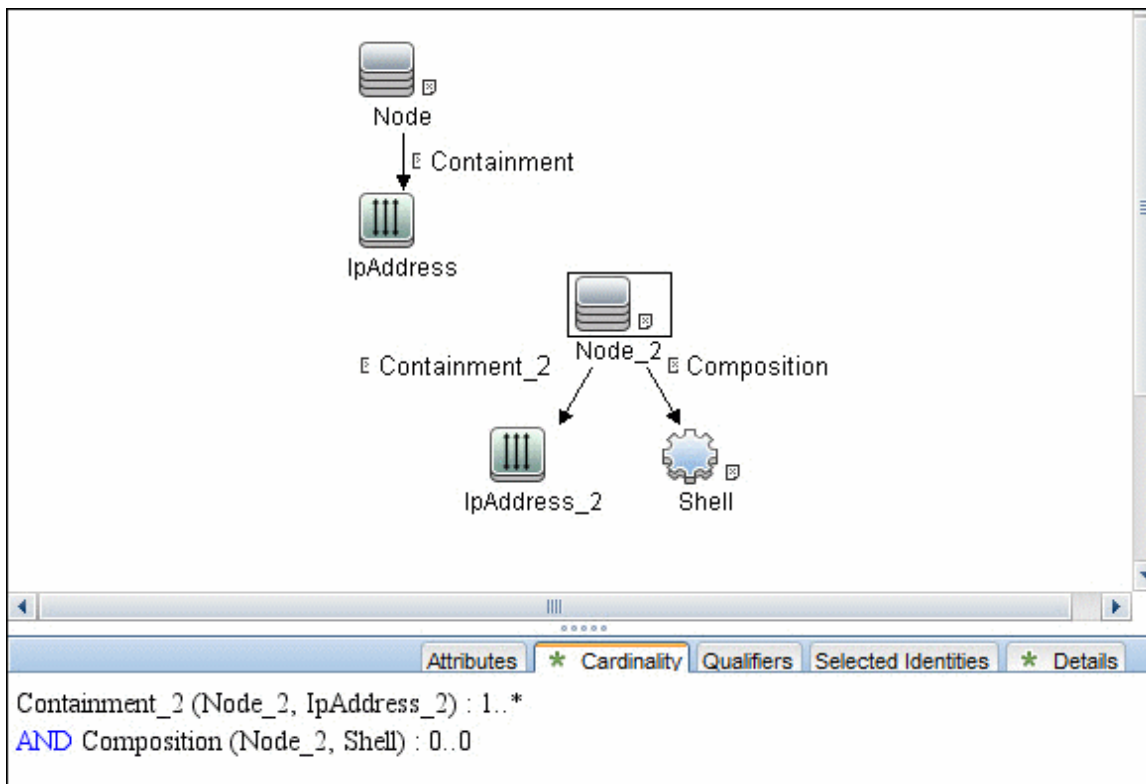 Node
Containment
IpAddress
Node_2
Containment_2
Composition
IpAddress_2
Shell
Attributes
* Cardinality
Qualifiers
Selected Identities
* Details
Containment_2 (Node_2, IpAddress_2) : 1..*
AND Composition (Node_2, Shell) : 0..0